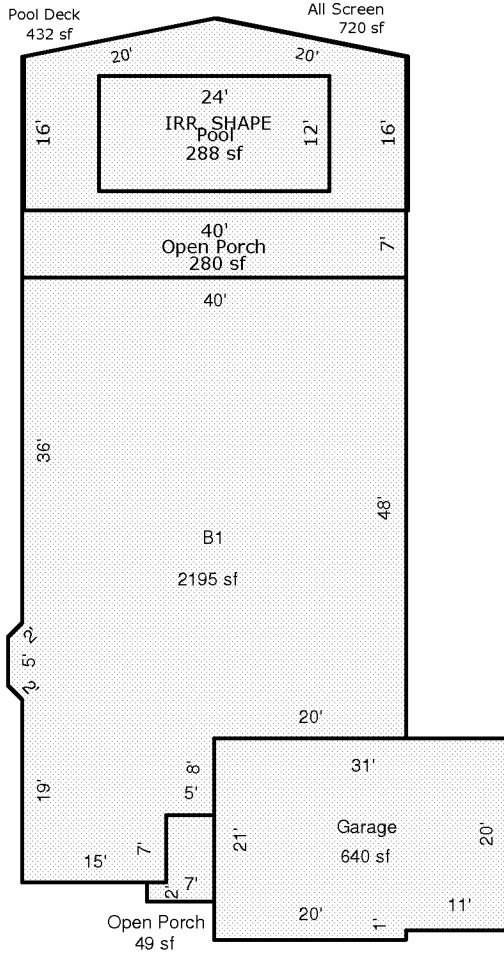 Pool Deck
432 sf
All Screen
720 sf
20'
20'
16'
24'
IRR. SHAPE
Pool
288 sf
12'
16'
40'
Open Porch
280 sf
7'
40'
36'
48'
B1
2195 sf
2'
5'
2'
20'
19'
8'
5'
31'
7'
21'
Garage
640 sf
20'
15'
2'
7'
20'
1'
11'
Open Porch
49 sf